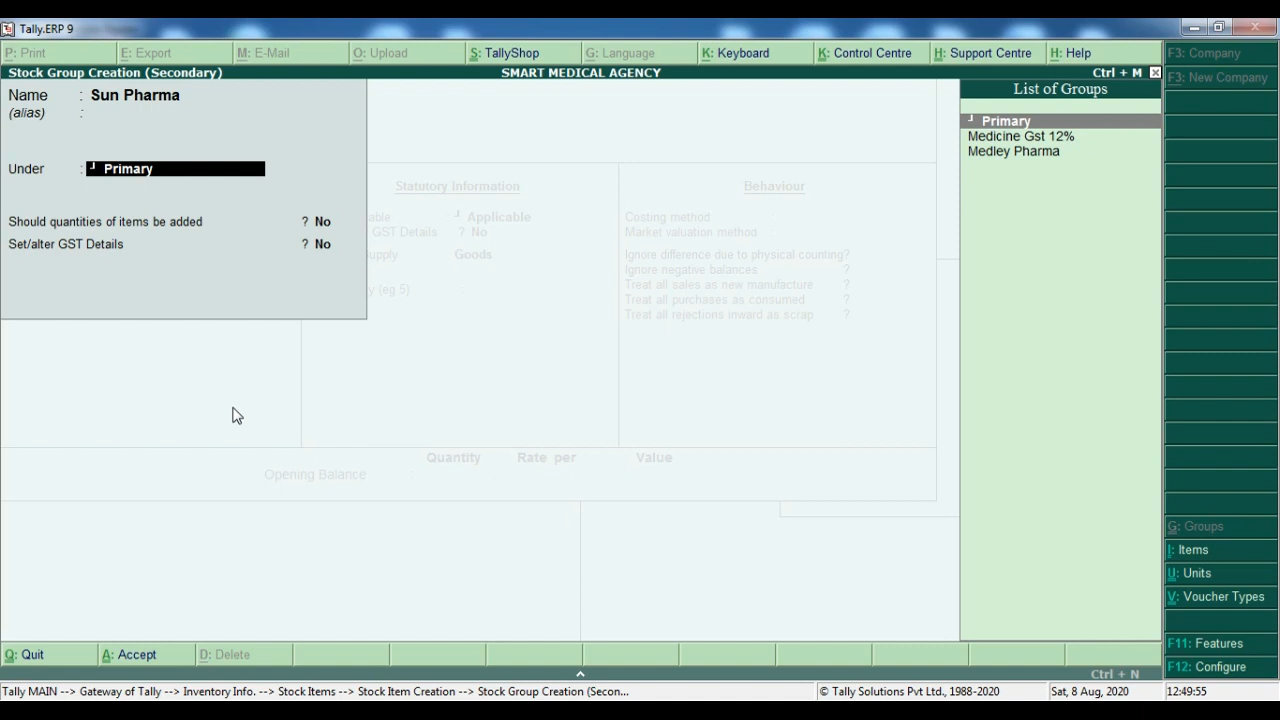 Tally.ERP 9
P: Print E: Export M: E-Mail O: Upload S: TallyShop G: Language K: Keyboard K: Control Centre H: Support Centre H: Help F3: Company
Stock Group Creation (Secondary) SMART MEDICAL AGENCY Ctrl + M
F3: New Company
Name : Sun Pharma
(alias) :
Under : ┘ Primary
Should quantities of items be added ? No
Set/alter GST Details ? No
Statutory Information Behaviour
able ┘ Applicable Costing method
GST Details ? No Market valuation method
upply Goods Ignore difference due to physical counting?
Ignore negative balances ?
y (eg 5) Treat all sales as new manufacture ?
Treat all purchases as consumed ?
Treat all rejections inward as scrap ?
Quantity Rate per Value
Opening Balance :
List of Groups
┘ Primary
Medicine Gst 12%
Medley Pharma
G: Groups
I: Items
U: Units
V: Voucher Types
F11: Features
F12: Configure
Q: Quit A: Accept D: Delete
Ctrl + N
Tally MAIN --> Gateway of Tally --> Inventory Info. --> Stock Items --> Stock Item Creation --> Stock Group Creation (Secon... © Tally Solutions Pvt Ltd., 1988-2020 Sat, 8 Aug, 2020 12:49:55